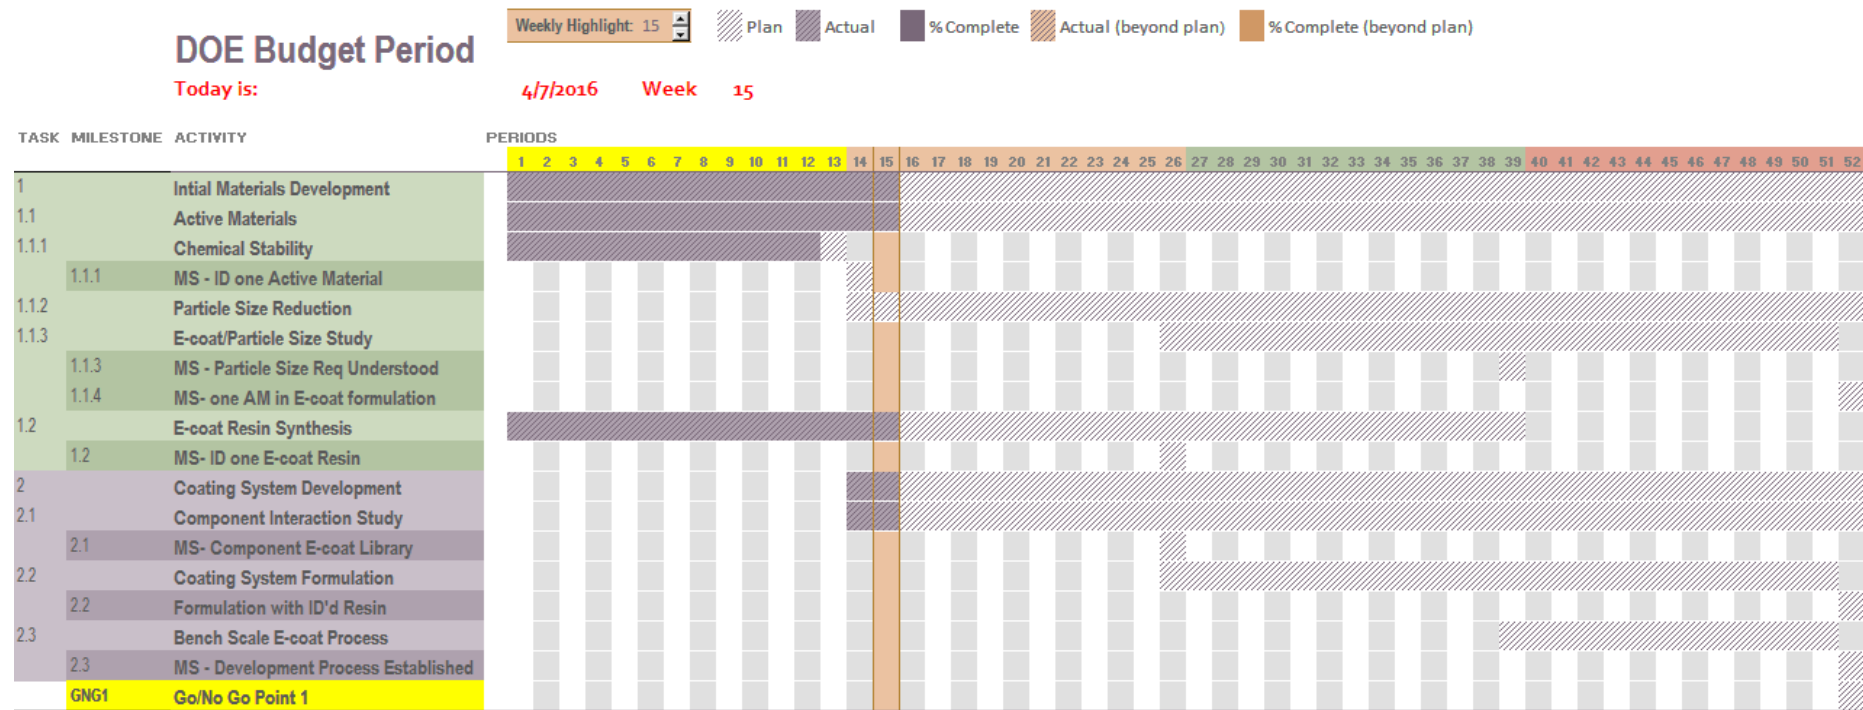 Weekly Highlight: 15 Plan Actual % Complete Actual (beyond plan) % Complete (beyond plan)
DOE Budget Period
Today is: 4/7/2016 Week 15
TASK MILESTONE ACTIVITY PERIODS
1 2 3 4 5 6 7 8 9 10 11 12 13 14 15 16 17 18 19 20 21 22 23 24 25 26 27 28 29 30 31 32 33 34 35 36 37 38 39 40 41 42 43 44 45 46 47 48 49 50 51 52
1 Intial Materials Development
1.1 Active Materials
1.1.1 Chemical Stability
1.1.1 MS - ID one Active Material
1.1.2 Particle Size Reduction
1.1.3 E-coat/Particle Size Study
1.1.3 MS - Particle Size Req Understood
1.1.4 MS- one AM in E-coat formulation
1.2 E-coat Resin Synthesis
1.2 MS- ID one E-coat Resin
2 Coating System Development
2.1 Component Interaction Study
2.1 MS- Component E-coat Library
2.2 Coating System Formulation
2.2 Formulation with ID'd Resin
2.3 Bench Scale E-coat Process
2.3 MS - Development Process Established
GNG1 Go/No Go Point 1